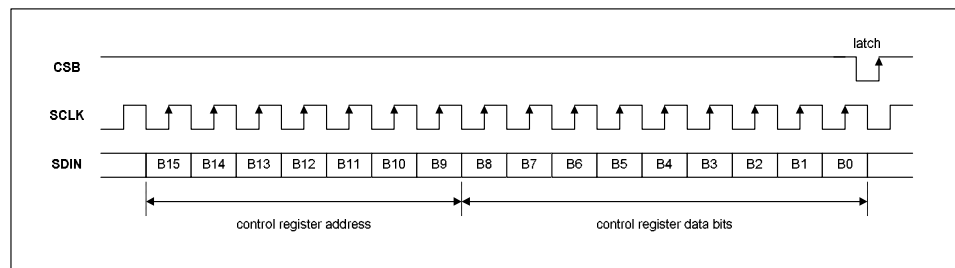 latch
CSB
SCLK
SDIN B15 B14 B13 B12 B11 B10 B9 B8 B7 B6 B5 B4 B3 B2 B1 B0
control register address control register data bits